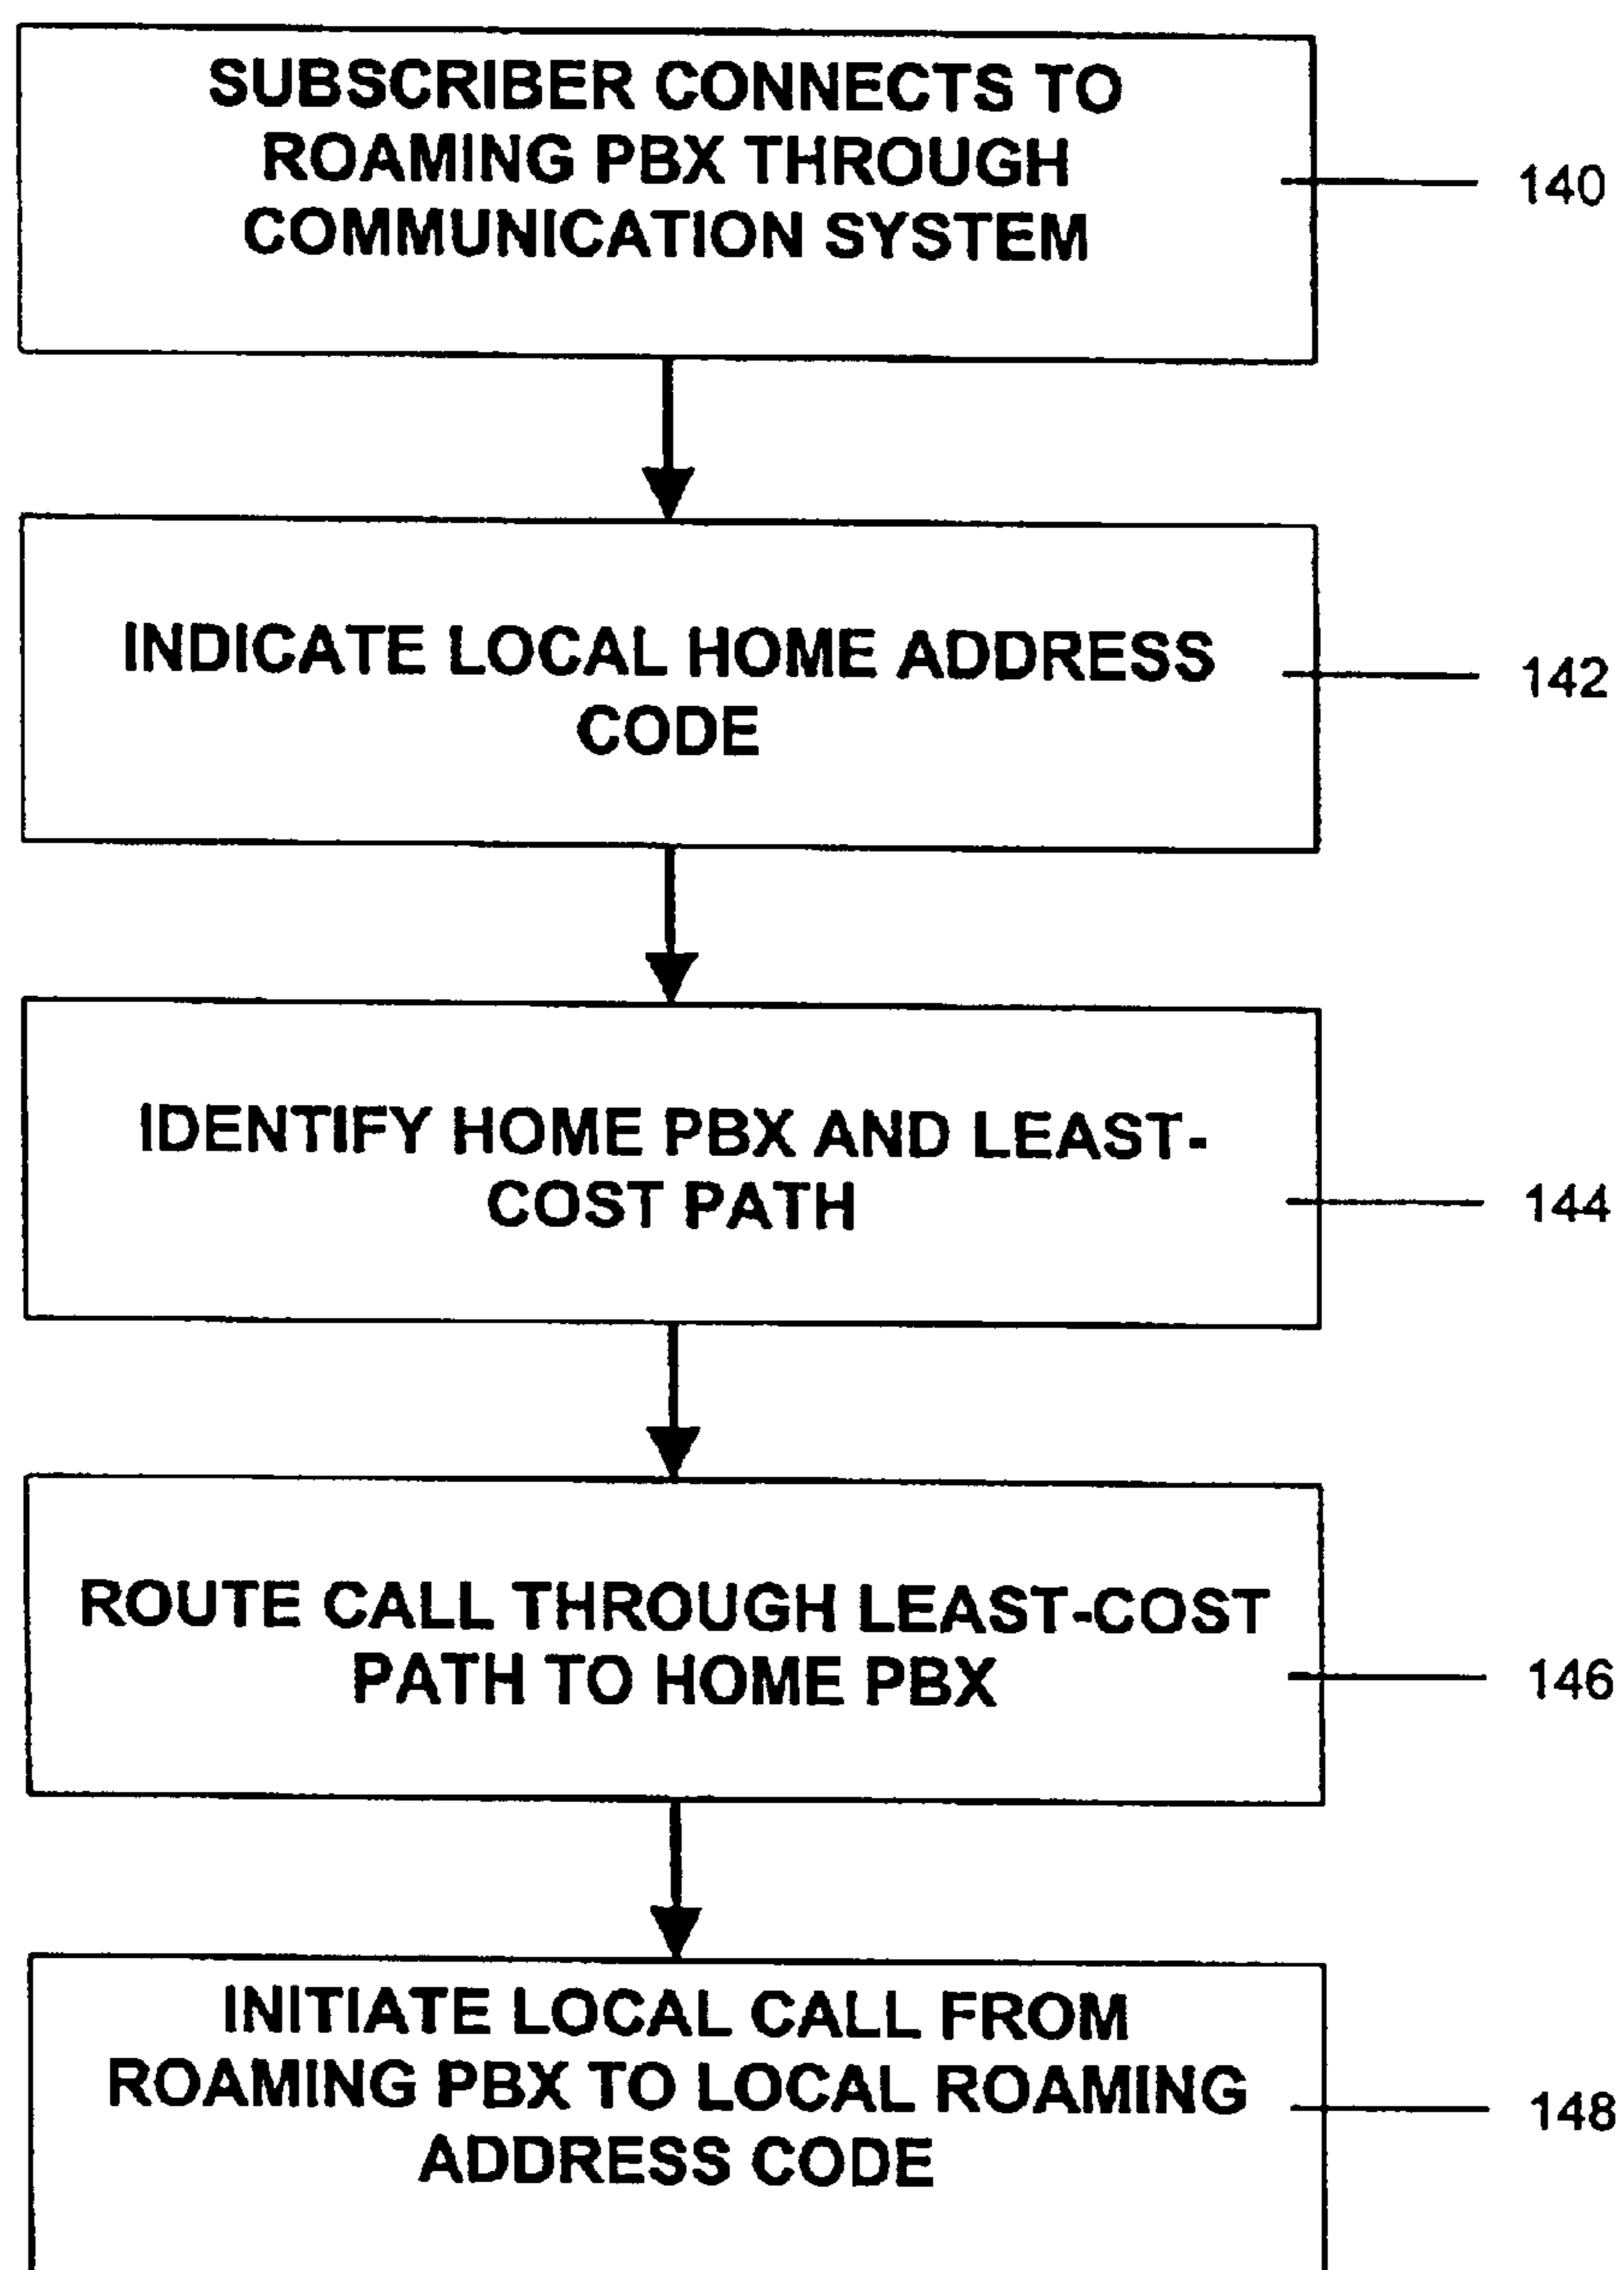 SUBSCRIBER CONNECTS TO
ROAMING PBX THROUGH
COMMUNICATION SYSTEM
140
INDICATE LOCAL HOME ADDRESS
CODE
142
IDENTIFY HOME PBX AND LEAST-
COST PATH
144
ROUTE CALL THROUGH LEAST-COST
PATH TO HOME PBX
146
INITIATE LOCAL CALL FROM
ROAMING PBX TO LOCAL ROAMING
ADDRESS CODE
148